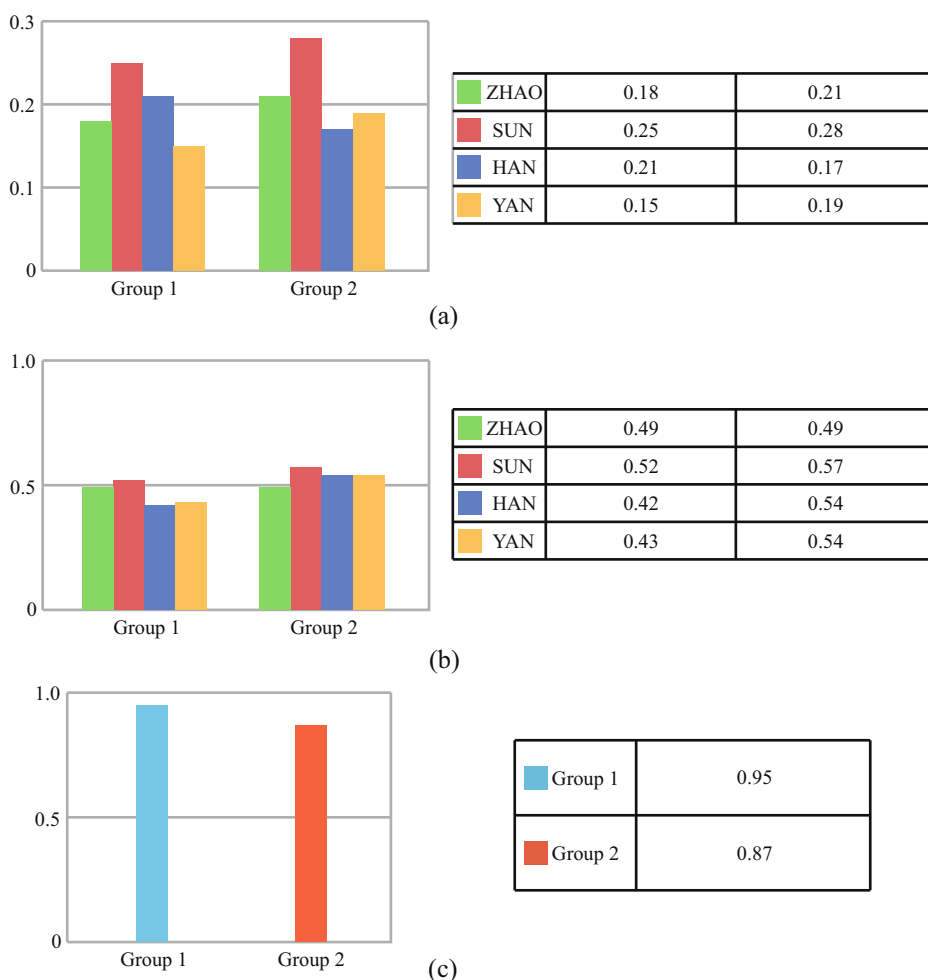 0.3
0.2
0.1
0
Group 1 Group 2
ZHAO 0.18 0.21
SUN 0.25 0.28
HAN 0.21 0.17
YAN 0.15 0.19
(a)
1.0
0.5
0
Group 1 Group 2
ZHAO 0.49 0.49
SUN 0.52 0.57
HAN 0.42 0.54
YAN 0.43 0.54
(b)
1.0
0.5
0
Group 1 Group 2
Group 1 0.95
Group 2 0.87
(c)